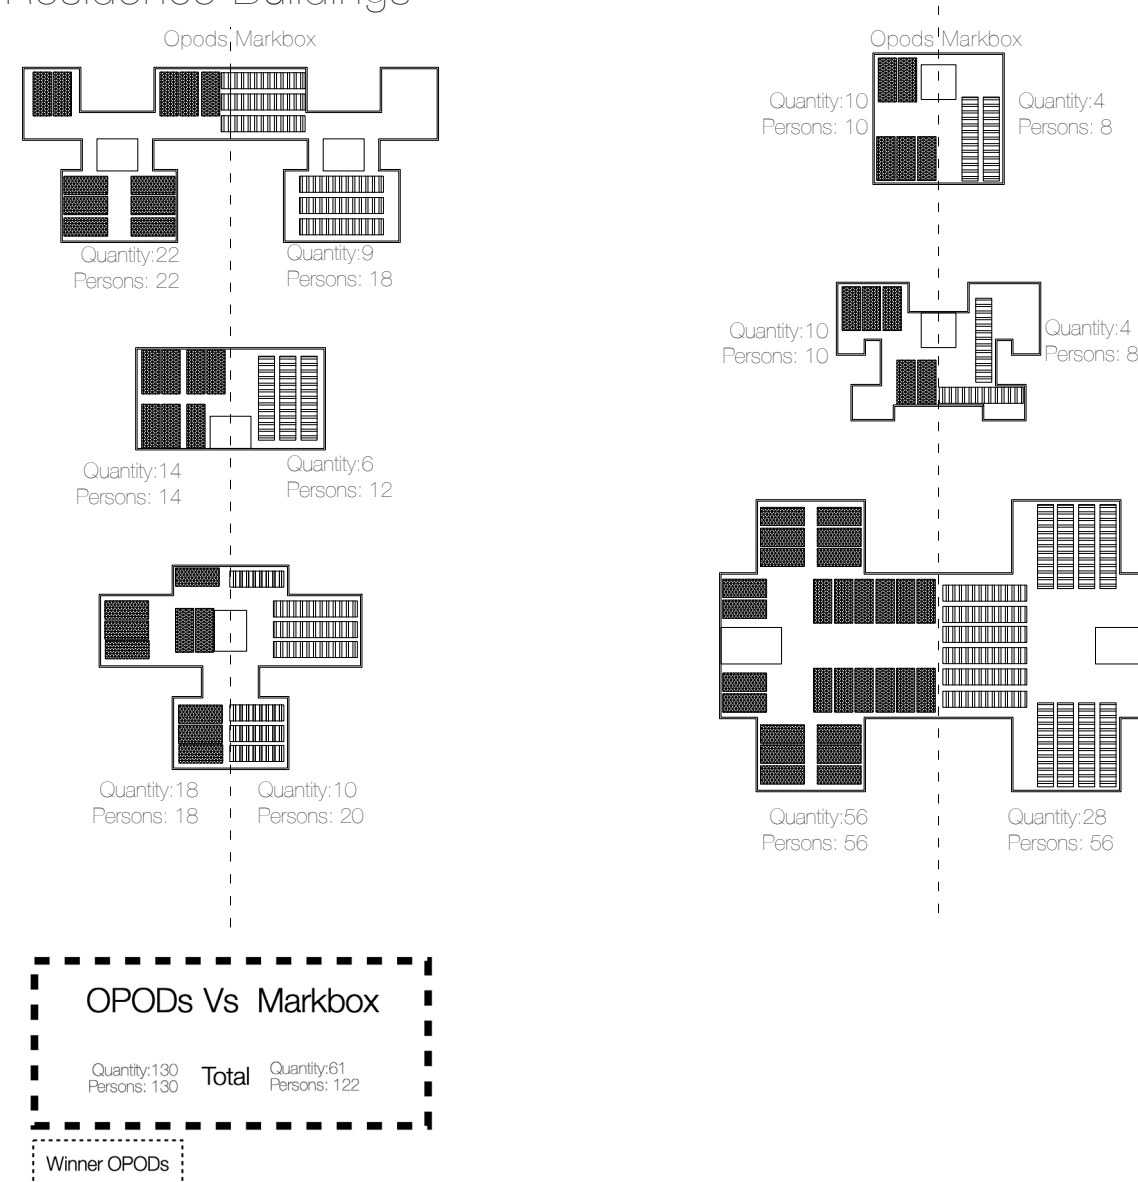 Residence Buildings
Opods Markbox
Quantity:22
Persons: 22
Quantity:9
Persons: 18
Quantity:14
Persons: 14
Quantity:6
Persons: 12
Quantity:18
Persons: 18
Quantity:10
Persons: 20
Opods Markbox
Quantity:10
Persons: 10
Quantity:4
Persons: 8
Quantity:10
Persons: 10
Quantity:4
Persons: 8
Quantity:56
Persons: 56
Quantity:28
Persons: 56
OPODs Vs Markbox
Quantity:130
Persons: 130
Total
Quantity:61
Persons: 122
Winner OPODs